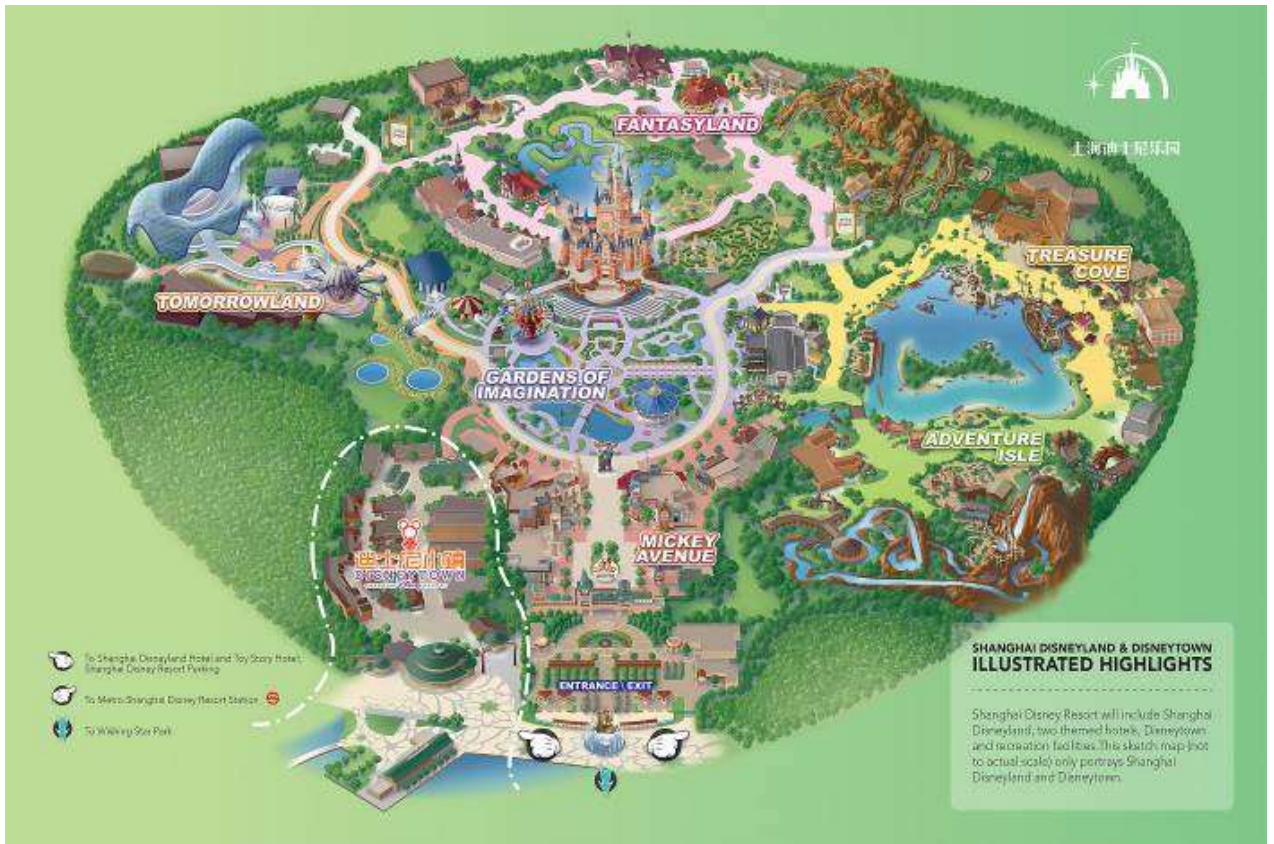 上海迪士尼乐园
FANTASYLAND
TREASURE
COVE
TOMORROWLAND
GARDENS OF
IMAGINATION
ADVENTURE
ISLE
MICKEY
AVENUE
迪士尼小镇
DISNEYTOWN
ENTRANCE EXIT
To Shanghai Disneyland Hotel and Toy Story Hotel,
Shanghai Disney Resort Parking
To Metro Shanghai Disney Resort Station
To Wishing Star Park
SHANGHAI DISNEYLAND & DISNEYTOWN
ILLUSTRATED HIGHLIGHTS
Shanghai Disney Resort will include Shanghai
Disneyland, two themed hotels, Disneytown
and recreation facilities. This sketch map (not
to actual scale) only portrays Shanghai
Disneyland and Disneytown.